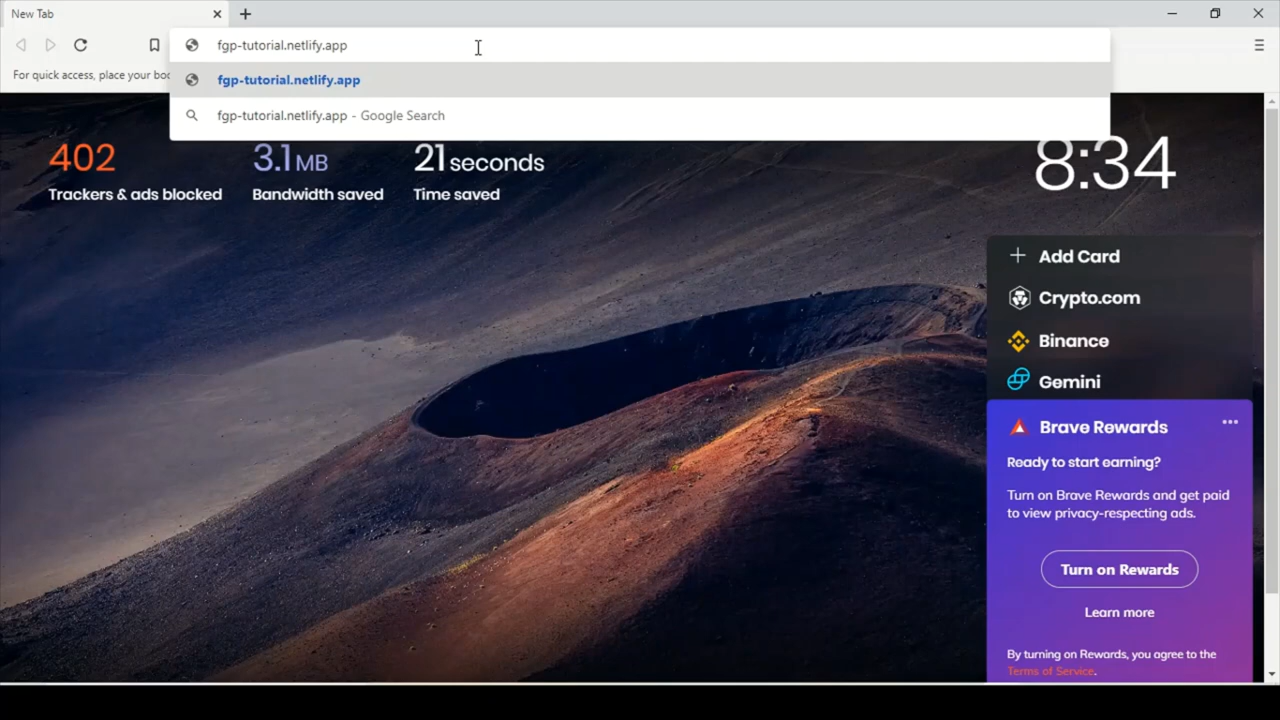 New Tab
fgp-tutorial.netlify.app
For quick access, place your boo
fgp-tutorial.netlify.app
fgp-tutorial.netlify.app - Google Search
402
Trackers & ads blocked
3.1 MB
Bandwidth saved
21 seconds
Time saved
8:34
Add Card
Crypto.com
Binance
Gemini
Brave Rewards
Ready to start earning?
Turn on Brave Rewards and get paid
to view privacy-respecting ads.
Turn on Rewards
Learn more
By turning on Rewards, you agree to the
Terms of Service.